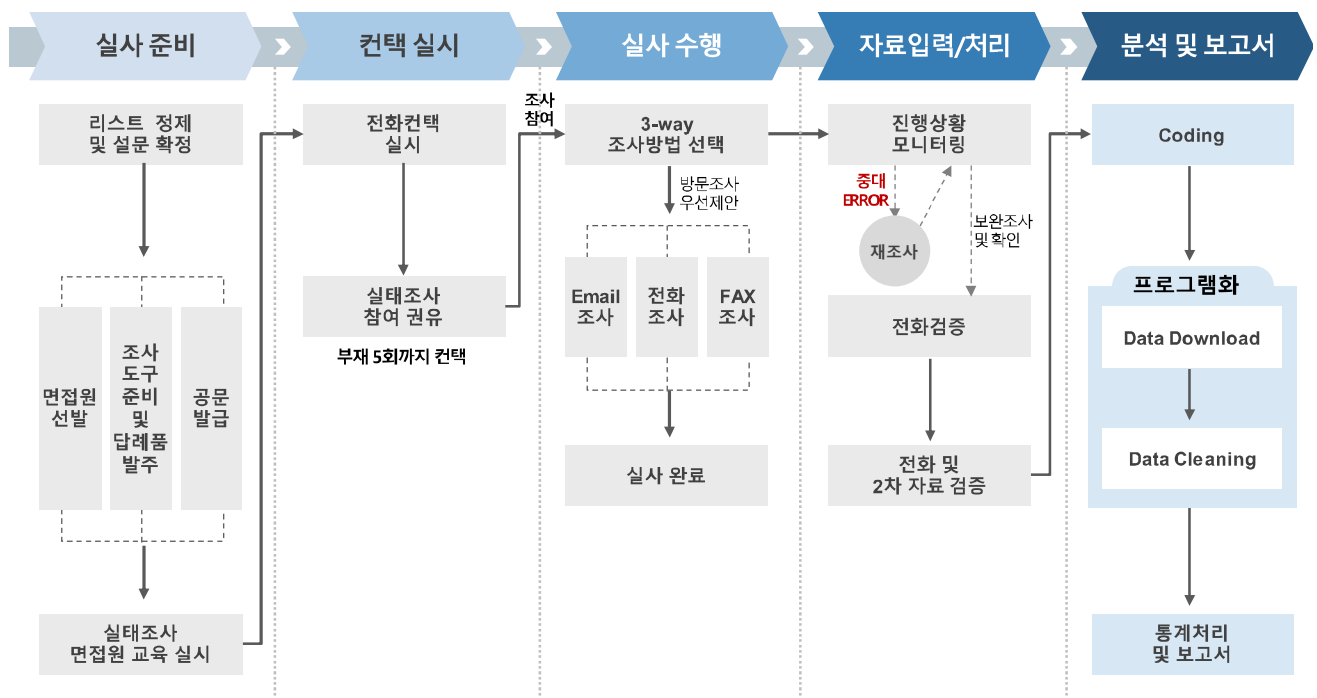 실사 준비
컨택 실시
실사 수행
자료입력/처리
분석 및 보고서
리스트 정제
및 설문 확정
면접원
선발
조사
도구
준비
및
답례품
발주
공문
발급
실태조사
면접원 교육 실시
전화컨택
실시
실태조사
참여 권유
부재 5회까지 컨택
조사
참여
3-way
조사방법 선택
방문조사
우선제안
Email
조사
전화
조사
FAX
조사
실사 완료
진행상황
모니터링
중대
ERROR
재조사
보완조사
및 확인
전화검증
전화 및
2차 자료 검증
Coding
프로그램화
Data Download
Data Cleaning
통계처리
및 보고서